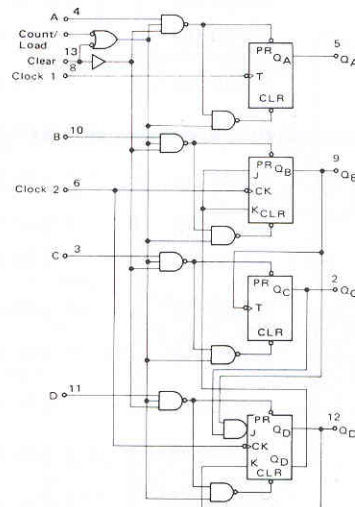 A 4
Count/
Load
Clear 13
Clock 1 8
PR QA
T
CLR
5 QA
B 10
Clock 2 6
PR QB
J
CK
K CLR
9 QB
C 3
PR QC
T
CLR
2 QC
D 11
PR
J QD
CK
K QD
CLR
12 QD